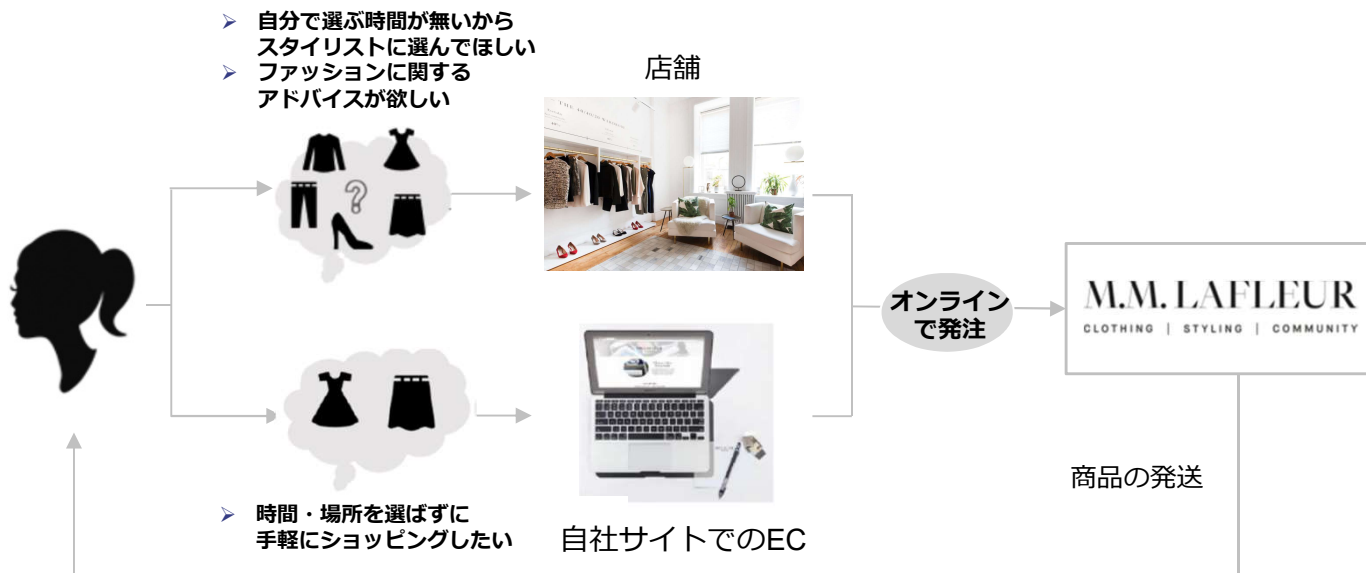 自分で選ぶ時間が無いから
スタイリストに選んでほしい
ファッションに関する
アドバイスが欲しい
店舗
?
オンライン
で発注
M.M. LAFLEUR
CLOTHING | STYLING | COMMUNITY
商品の発送
時間・場所を選ばずに
手軽にショッピングしたい
自社サイトでのEC